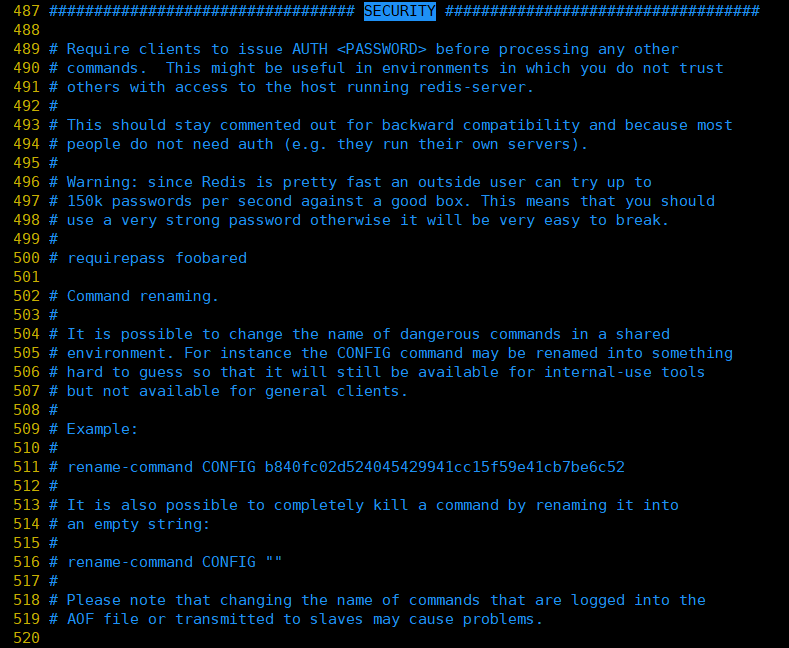 487 ################################## SECURITY ###################################
488
489 # Require clients to issue AUTH <PASSWORD> before processing any other
490 # commands.  This might be useful in environments in which you do not trust
491 # others with access to the host running redis-server.
492 #
493 # This should stay commented out for backward compatibility and because most
494 # people do not need auth (e.g. they run their own servers).
495 #
496 # Warning: since Redis is pretty fast an outside user can try up to
497 # 150k passwords per second against a good box. This means that you should
498 # use a very strong password otherwise it will be very easy to break.
499 #
500 # requirepass foobared
501
502 # Command renaming.
503 #
504 # It is possible to change the name of dangerous commands in a shared
505 # environment. For instance the CONFIG command may be renamed into something
506 # hard to guess so that it will still be available for internal-use tools
507 # but not available for general clients.
508 #
509 # Example:
510 #
511 # rename-command CONFIG b840fc02d524045429941cc15f59e41cb7be6c52
512 #
513 # It is also possible to completely kill a command by renaming it into
514 # an empty string:
515 #
516 # rename-command CONFIG ""
517 #
518 # Please note that changing the name of commands that are logged into the
519 # AOF file or transmitted to slaves may cause problems.
520